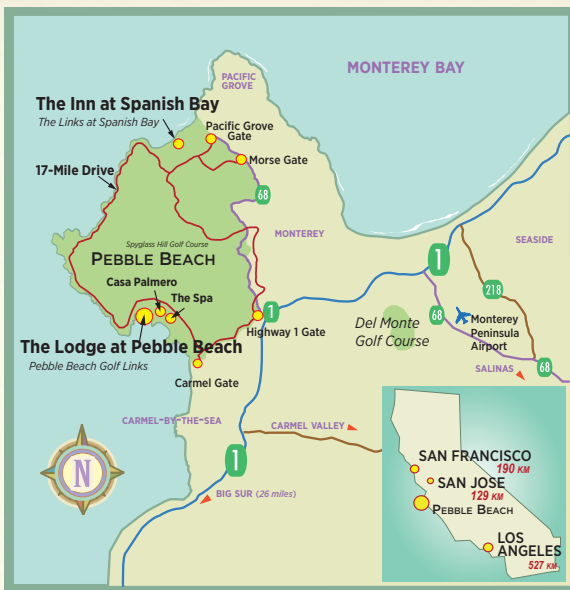 MONTEREY BAY
PACIFIC
GROVE
The Inn at Spanish Bay
The Links at Spanish Bay
Pacific Grove
Gate
Morse Gate
17-Mile Drive
68
MONTEREY
SEASIDE
Spyglass Hill Golf Course
PEBBLE BEACH
1
Casa Palmero
The Spa
218
1
68
Monterey
Peninsula
Airport
Del Monte
Golf Course
Highway 1 Gate
The Lodge at Pebble Beach
Pebble Beach Golf Links
68
SALINAS
Carmel Gate
CARMEL-BY-THE-SEA
CARMEL VALLEY
1
N
BIG SUR (26 miles)
SAN FRANCISCO
190 KM
SAN JOSE
129 KM
PEBBLE BEACH
LOS
ANGELES
527 KM